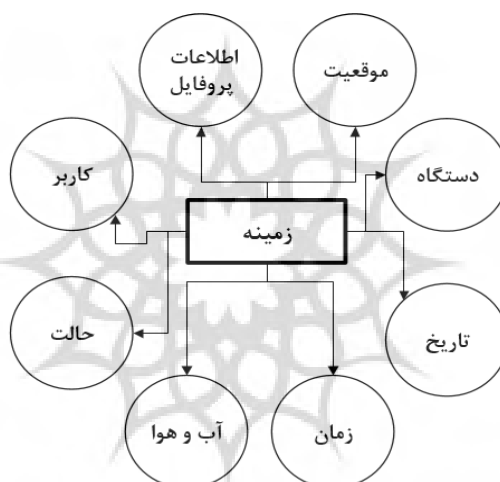 موقعیت
اطلاعات
پروفایل
دستگاه
کاربر
زمینه
تاریخ
حالت
زمان
آب و هوا